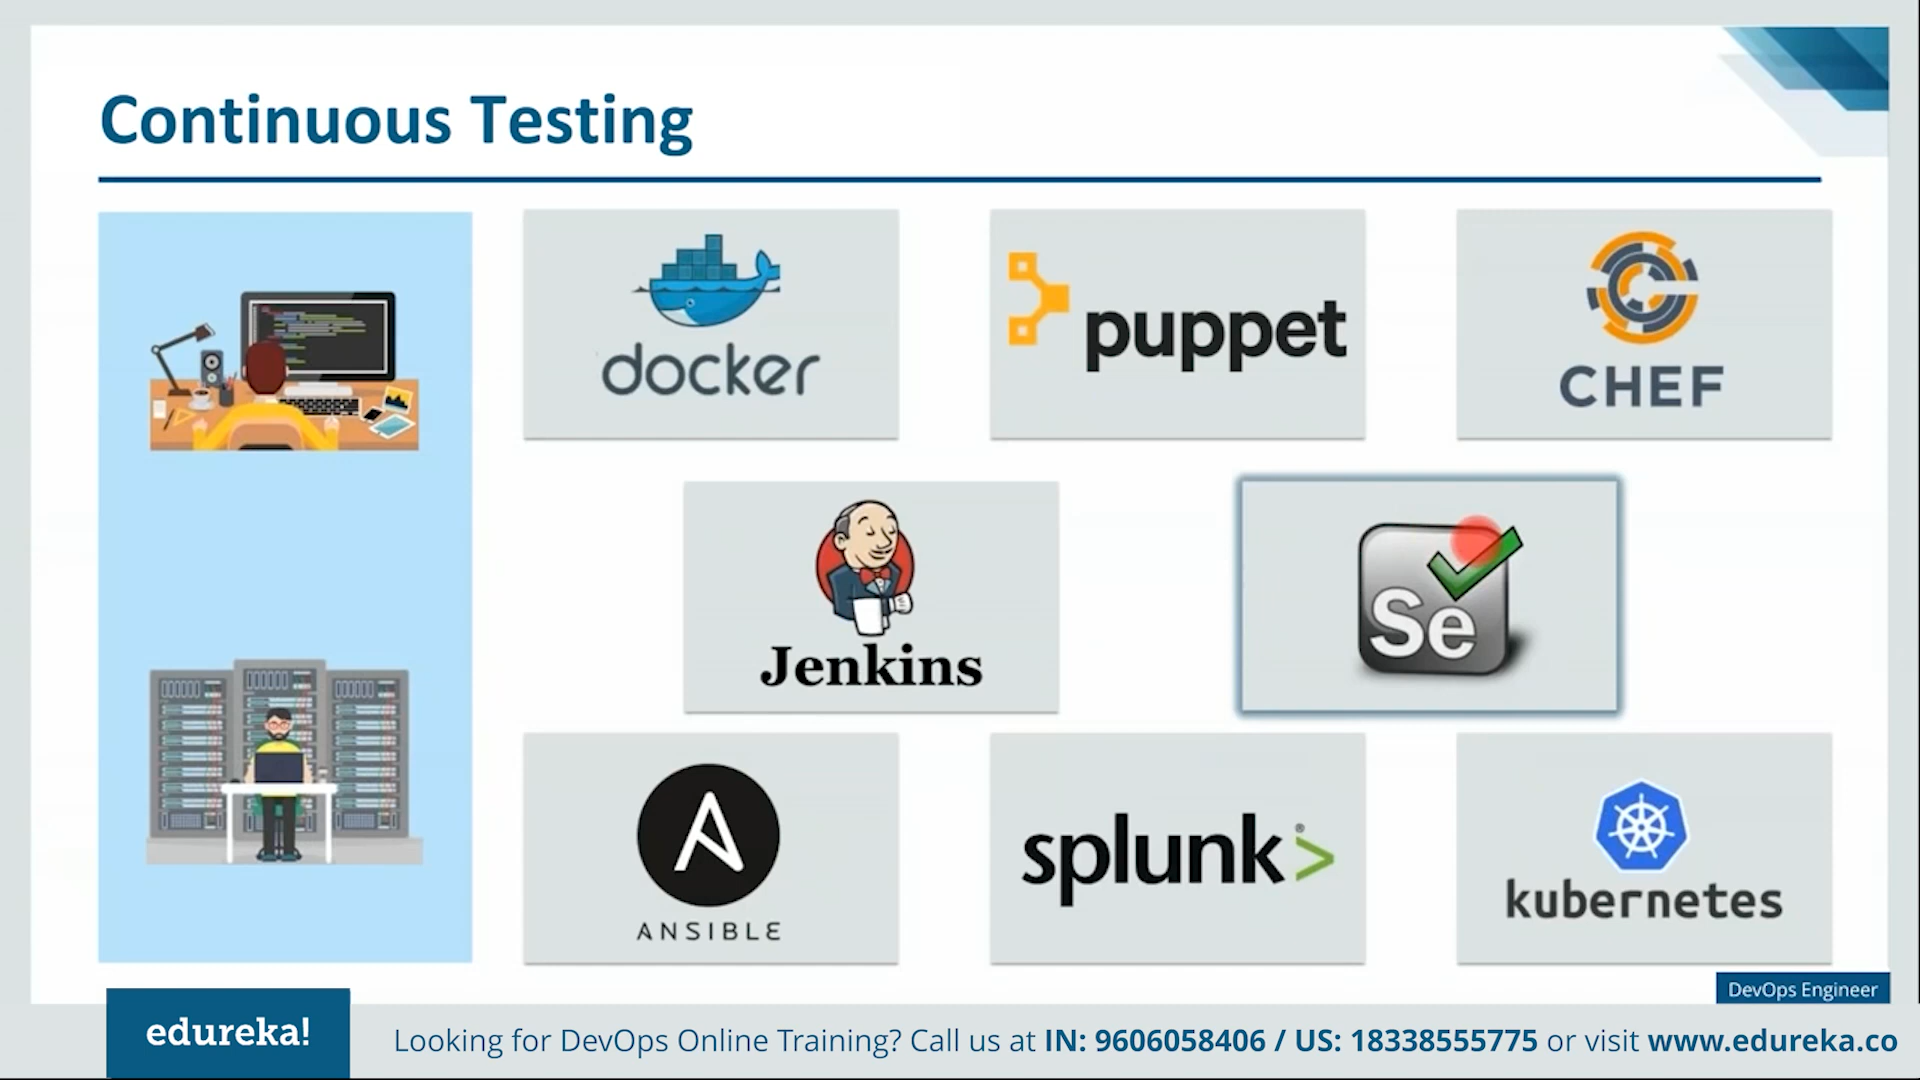 Continuous Testing
docker
puppet
CHEF
Jenkins
Se
ANSIBLE
splunk>®
kubernetes
DevOps Engineer
edureka!
Looking for DevOps Online Training? Call us at IN: 9606058406 / US: 18338555775 or visit www.edureka.co